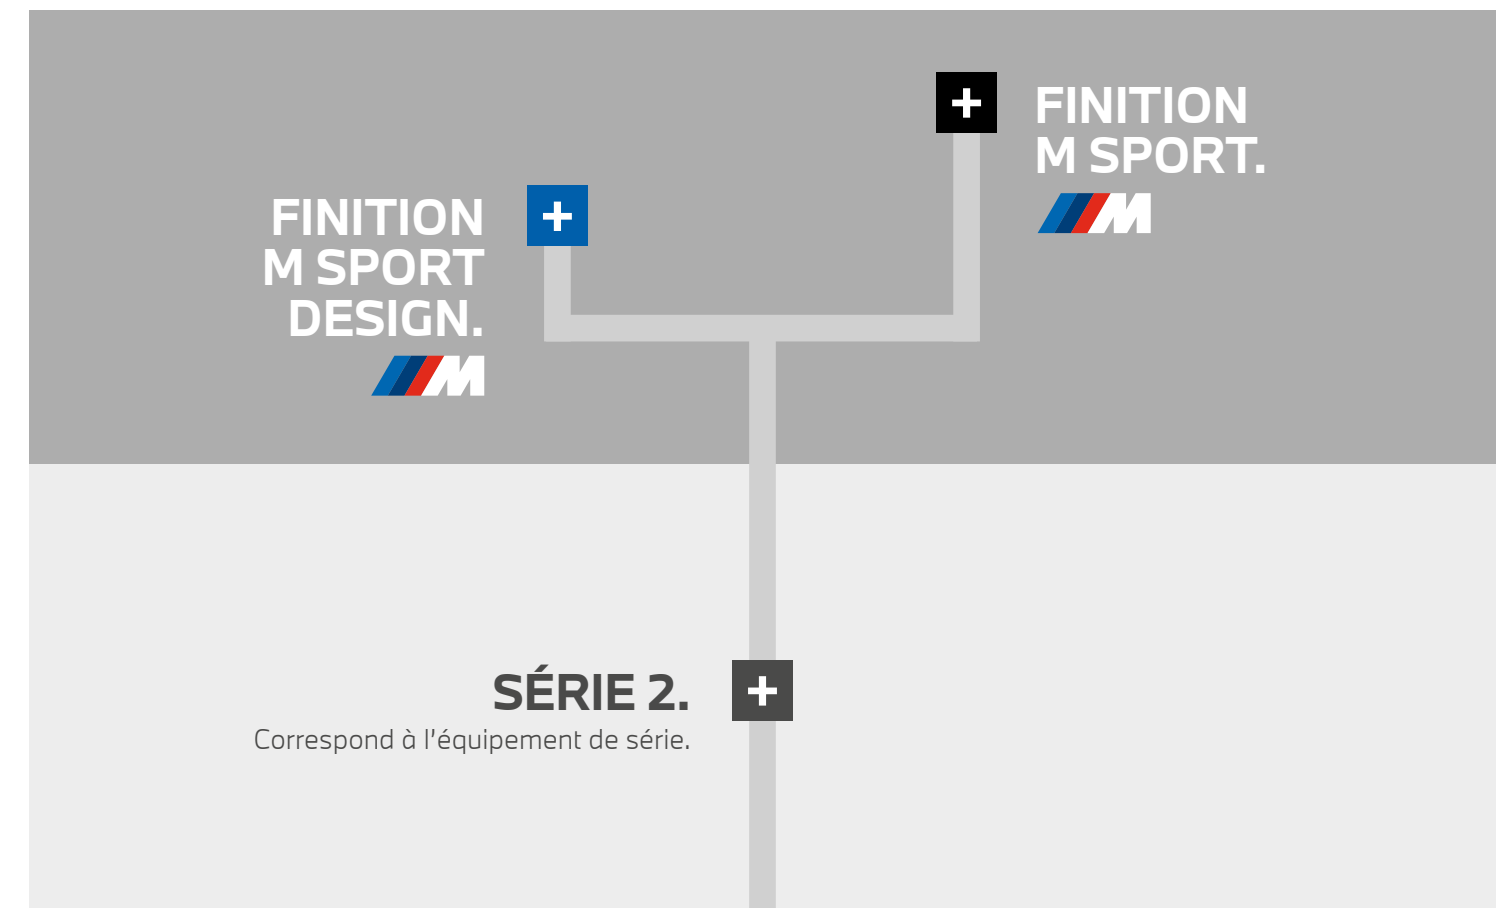 FINITION
M SPORT.
M
FINITION
M SPORT
DESIGN.
M
SÉRIE 2.
Correspond à l'équipement de série.